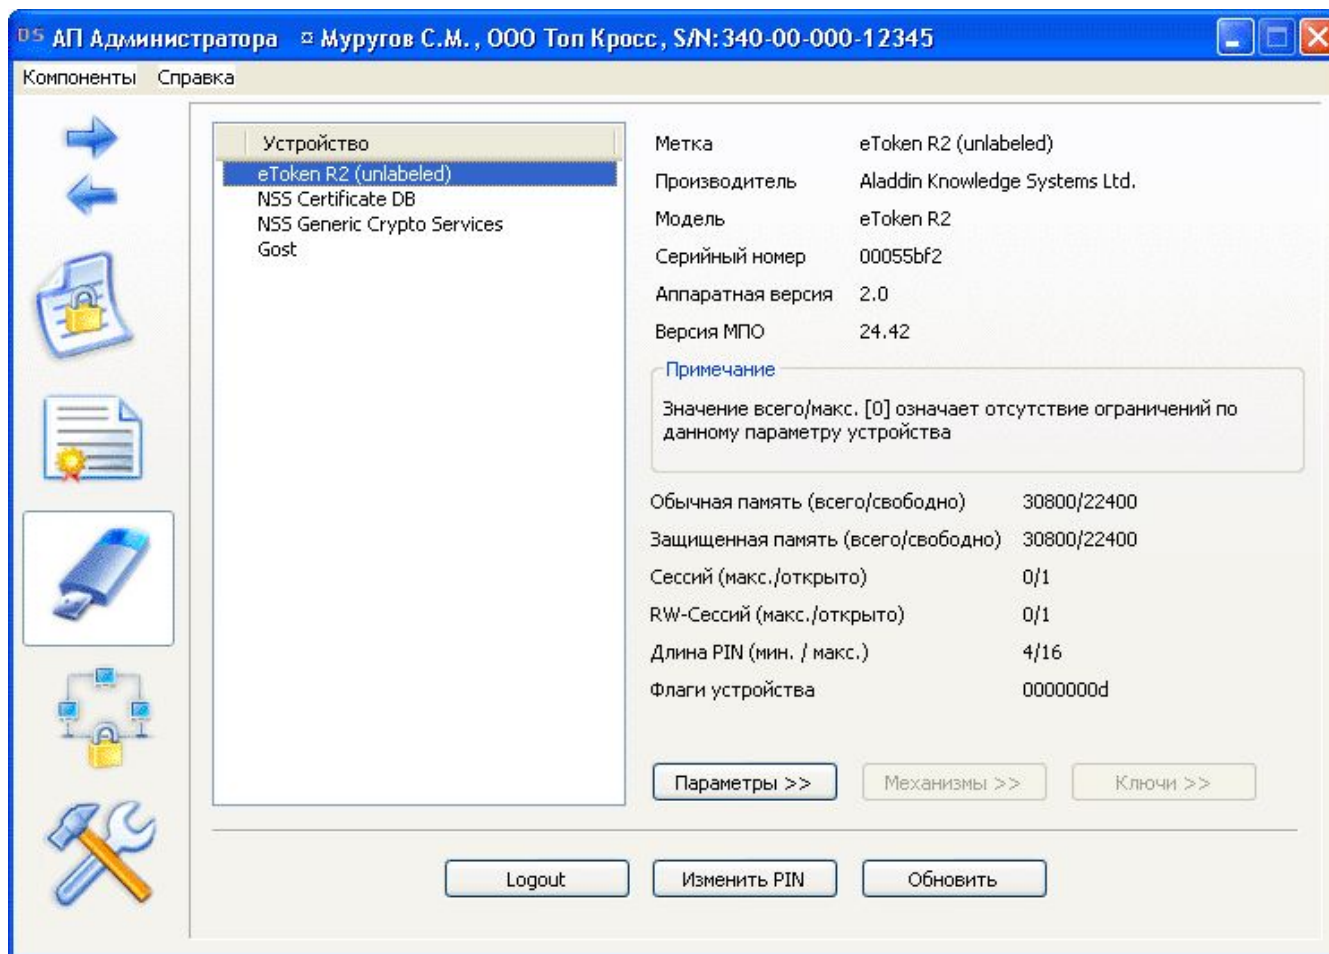 DS АП Администратора ¤ Муругов С.М., ООО Топ Кросс, S/N:340-00-000-12345
Компоненты Справка
Устройство
eToken R2 (unlabeled)
NSS Certificate DB
NSS Generic Crypto Services
Gost
Метка eToken R2 (unlabeled)
Производитель Aladdin Knowledge Systems Ltd.
Модель eToken R2
Серийный номер 00055bf2
Аппаратная версия 2.0
Версия МПО 24.42
Примечание
Значение всего/макс. [0] означает отсутствие ограничений по
данному параметру устройства
Обычная память (всего/свободно) 30800/22400
Защищенная память (всего/свободно) 30800/22400
Сессий (макс./открыто) 0/1
RW-Сессий (макс./открыто) 0/1
Длина PIN (мин. / макс.) 4/16
Флаги устройства 0000000d
Параметры >> Механизмы >> Ключи >>
Logout Изменить PIN Обновить